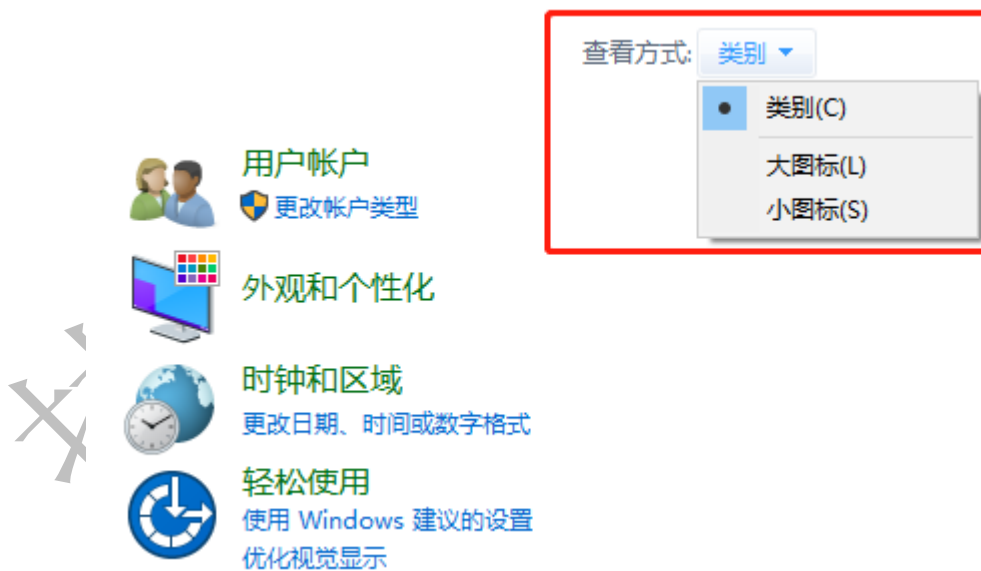 查看方式: 类别
类别(C)
大图标(L)
小图标(S)
用户帐户
更改帐户类型
外观和个性化
时钟和区域
更改日期、时间或数字格式
轻松使用
使用 Windows 建议的设置
优化视觉显示